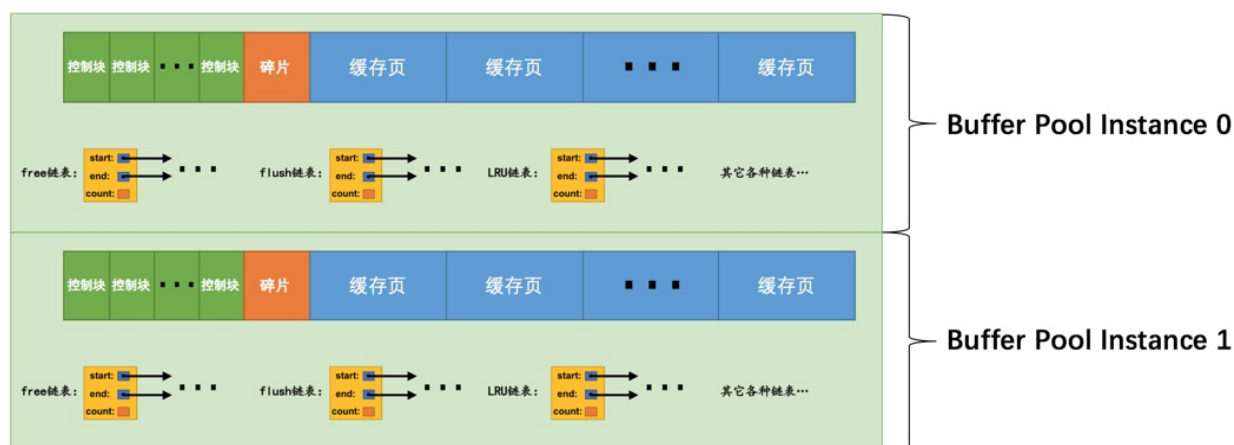 控制块 控制块 ··· 控制块 碎片 缓存页 缓存页 ··· 缓存页
Buffer Pool Instance 0
free链表: start: end: count: ···
flush链表: start: end: count: ···
LRU链表: start: end: count: ···
其它各种链表…
控制块 控制块 ··· 控制块 碎片 缓存页 缓存页 ··· 缓存页
Buffer Pool Instance 1
free链表: start: end: count: ···
flush链表: start: end: count: ···
LRU链表: start: end: count: ···
其它各种链表…